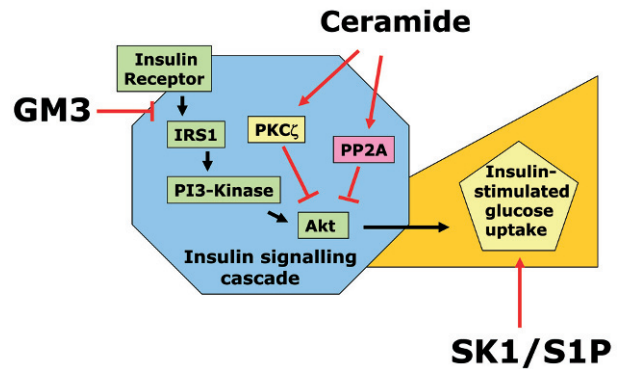 Ceramide
Insulin
Receptor
GM3
IRS1
PKCζ
PP2A
PI3-Kinase
Akt
Insulin-
stimulated
glucose
uptake
Insulin signalling
cascade
SK1/S1P